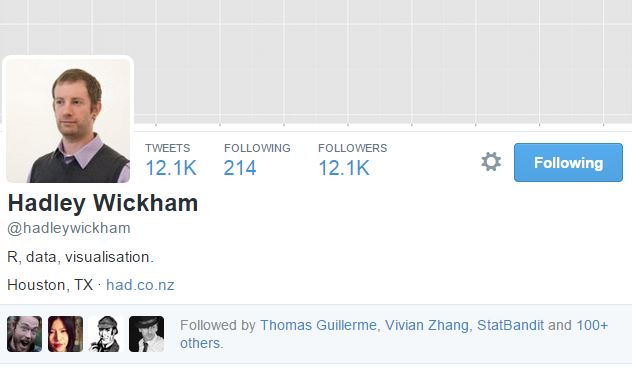 TWEETS FOLLOWING FOLLOWERS
12.1K 214 12.1K
Following
Hadley Wickham
@hadleywickham
R, data, visualisation.
Houston, TX · had.co.nz
Followed by Thomas Guillerme, Vivian Zhang, StatBandit and 100+
others.